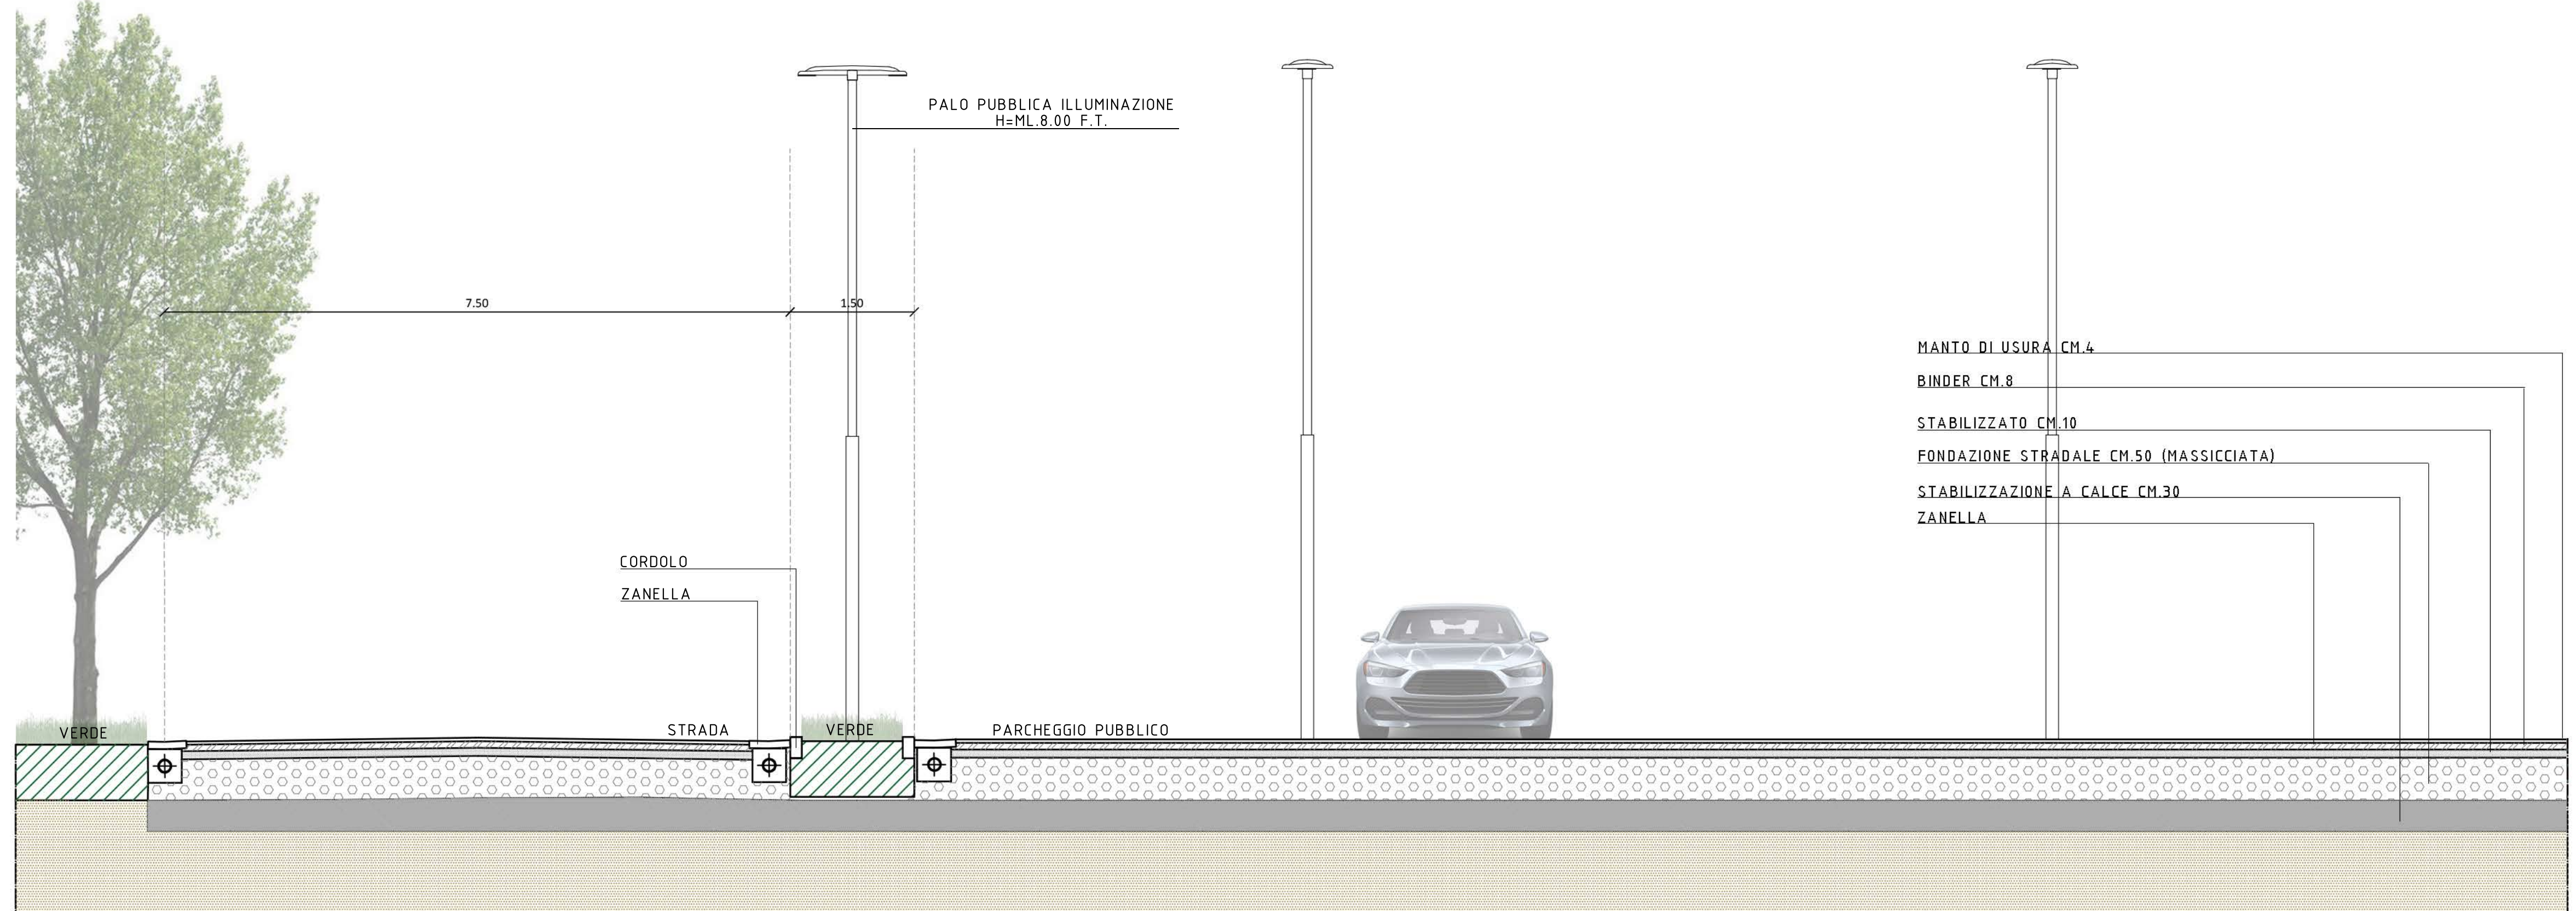 PALO PUBBLICA ILLUMINAZIONE
H=ML.8.00 F.T.
7.50
1.50
MANTO DI USURA CM.4
BINDER CM.8
STABILIZZATO CM.10
FONDAZIONE STRADALE CM.50 (MASSICCIATA)
STABILIZZAZIONE A CALCE CM.30
ZANELLA
CORDOLO
ZANELLA
VERDE
STRADA
VERDE
PARCHEGGIO PUBBLICO